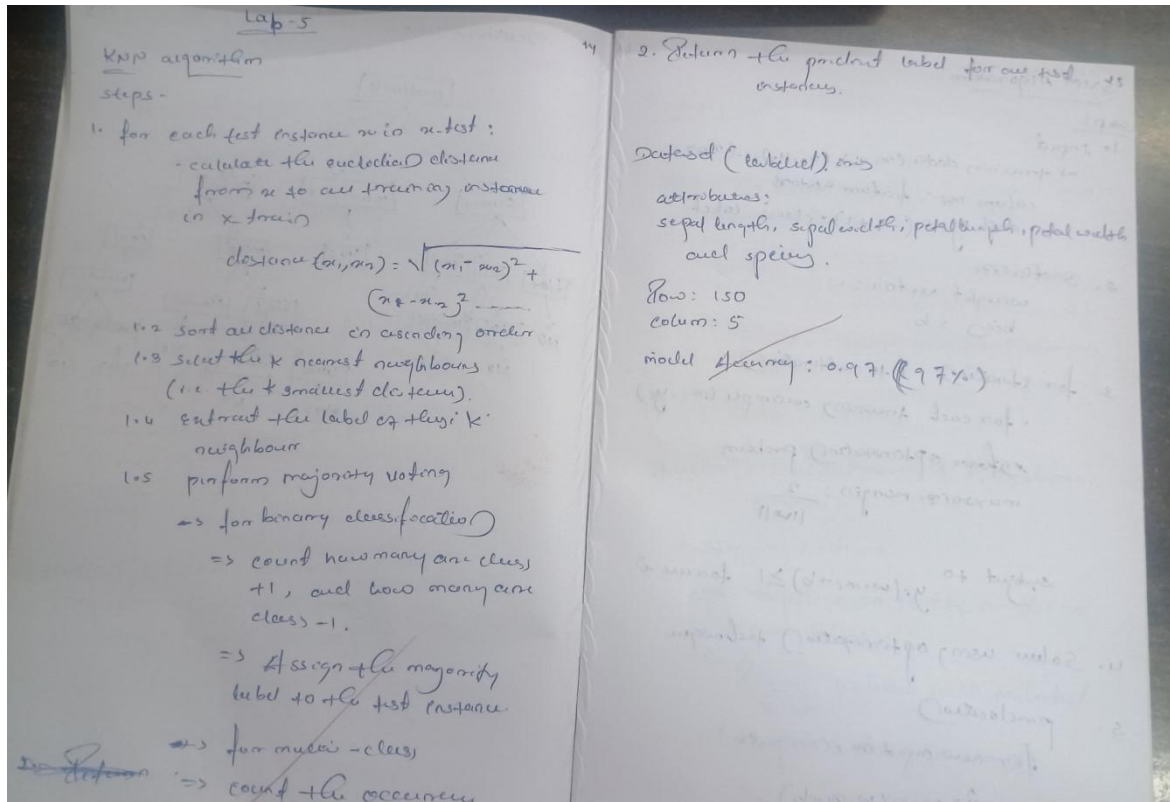 Lab-5
KNN algorithm
steps-
1. for each test instance x in x-test:
- calculate the eucledian distance
from x to all training instance
in x train
distance (x1, x2) = √(x1 - x2)² +
(x1 - x2)² ......
1.2 sort all distance in ascending order
1.3 select the k nearest neighbours
(i.e. the k smallest distance).
1.4 Extract the label of these k
neighbour
1.5 perform majority voting
-> for binary classification
=> count how many are class
+1, and how many are
class -1.
=> Assign the majority
label to the test instance.
-> for multi-class
=> count the occurrence
14
2. Return the predict label for all test 15
instances.
Dataset (labelled) iris
attributes:
sepal length, sepal width, petal length, petal width
and species.
Row: 150
colum: 5
model Accuracy: 0.971 (97%)